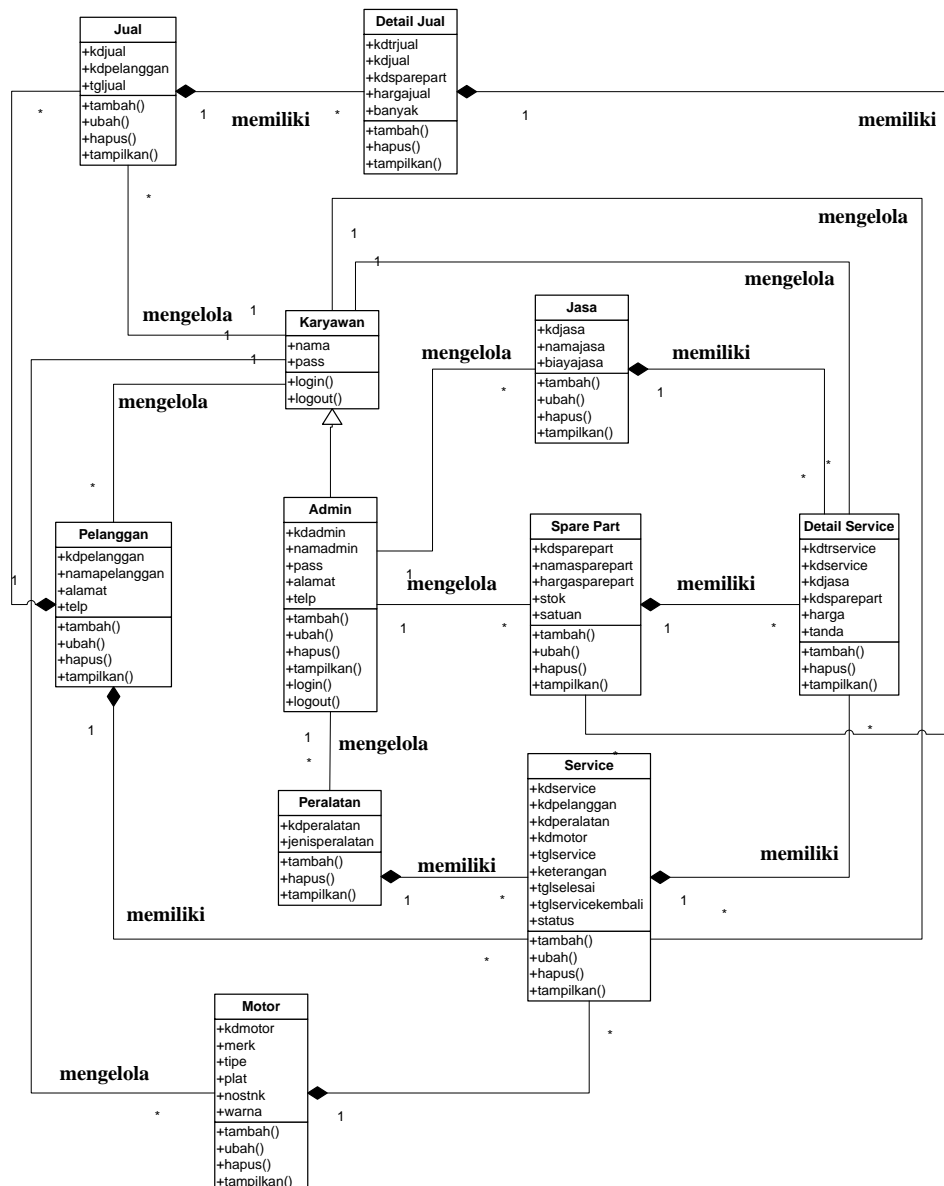 Jual
+kdjual
+kdpelanggan
+tgljual
+tambah()
+ubah()
+hapus()
+tampilkan()
Detail Jual
+kdtrjual
+kdjual
+kdsparepart
+hargajual
+banyak
+tambah()
+hapus()
+tampilkan()
*
1
memiliki
*
1
memiliki
*
*
mengelola
1
1
mengelola
1
mengelola
1
1
Karyawan
+nama
+pass
+login()
+logout()
mengelola
*
mengelola
*
Jasa
+kdjasa
+namajasa
+biayajasa
+tambah()
+ubah()
+hapus()
+tampilkan()
memiliki
1
*
*
Pelanggan
+kdpelanggan
+namapelanggan
+alamat
+telp
+tambah()
+ubah()
+hapus()
+tampilkan()
1
1
Admin
+kdadmin
+namadmin
+pass
+alamat
+telp
+tambah()
+ubah()
+hapus()
+tampilkan()
+login()
+logout()
1
mengelola
1
*
Spare Part
+kdsparepart
+namasparepart
+hargasparepart
+stok
+satuan
+tambah()
+ubah()
+hapus()
+tampilkan()
memiliki
1
*
Detail Service
+kdtrservice
+kdservice
+kdjasa
+kdsparepart
+harga
+tanda
+tambah()
+hapus()
+tampilkan()
*
1
mengelola
*
Peralatan
+kdperalatan
+jenisperalatan
+tambah()
+hapus()
+tampilkan()
memiliki
1
*
*
Service
+kdservice
+kdpelanggan
+kdperalatan
+kdmotor
+tglservice
+keterangan
+tglselesai
+tglservicekembali
+status
+tambah()
+ubah()
+hapus()
+tampilkan()
memiliki
1
*
memiliki
*
*
Motor
+kdmotor
+merk
+tipe
+plat
+nostnk
+warna
+tambah()
+ubah()
+hapus()
+tampilkan()
mengelola
*
1